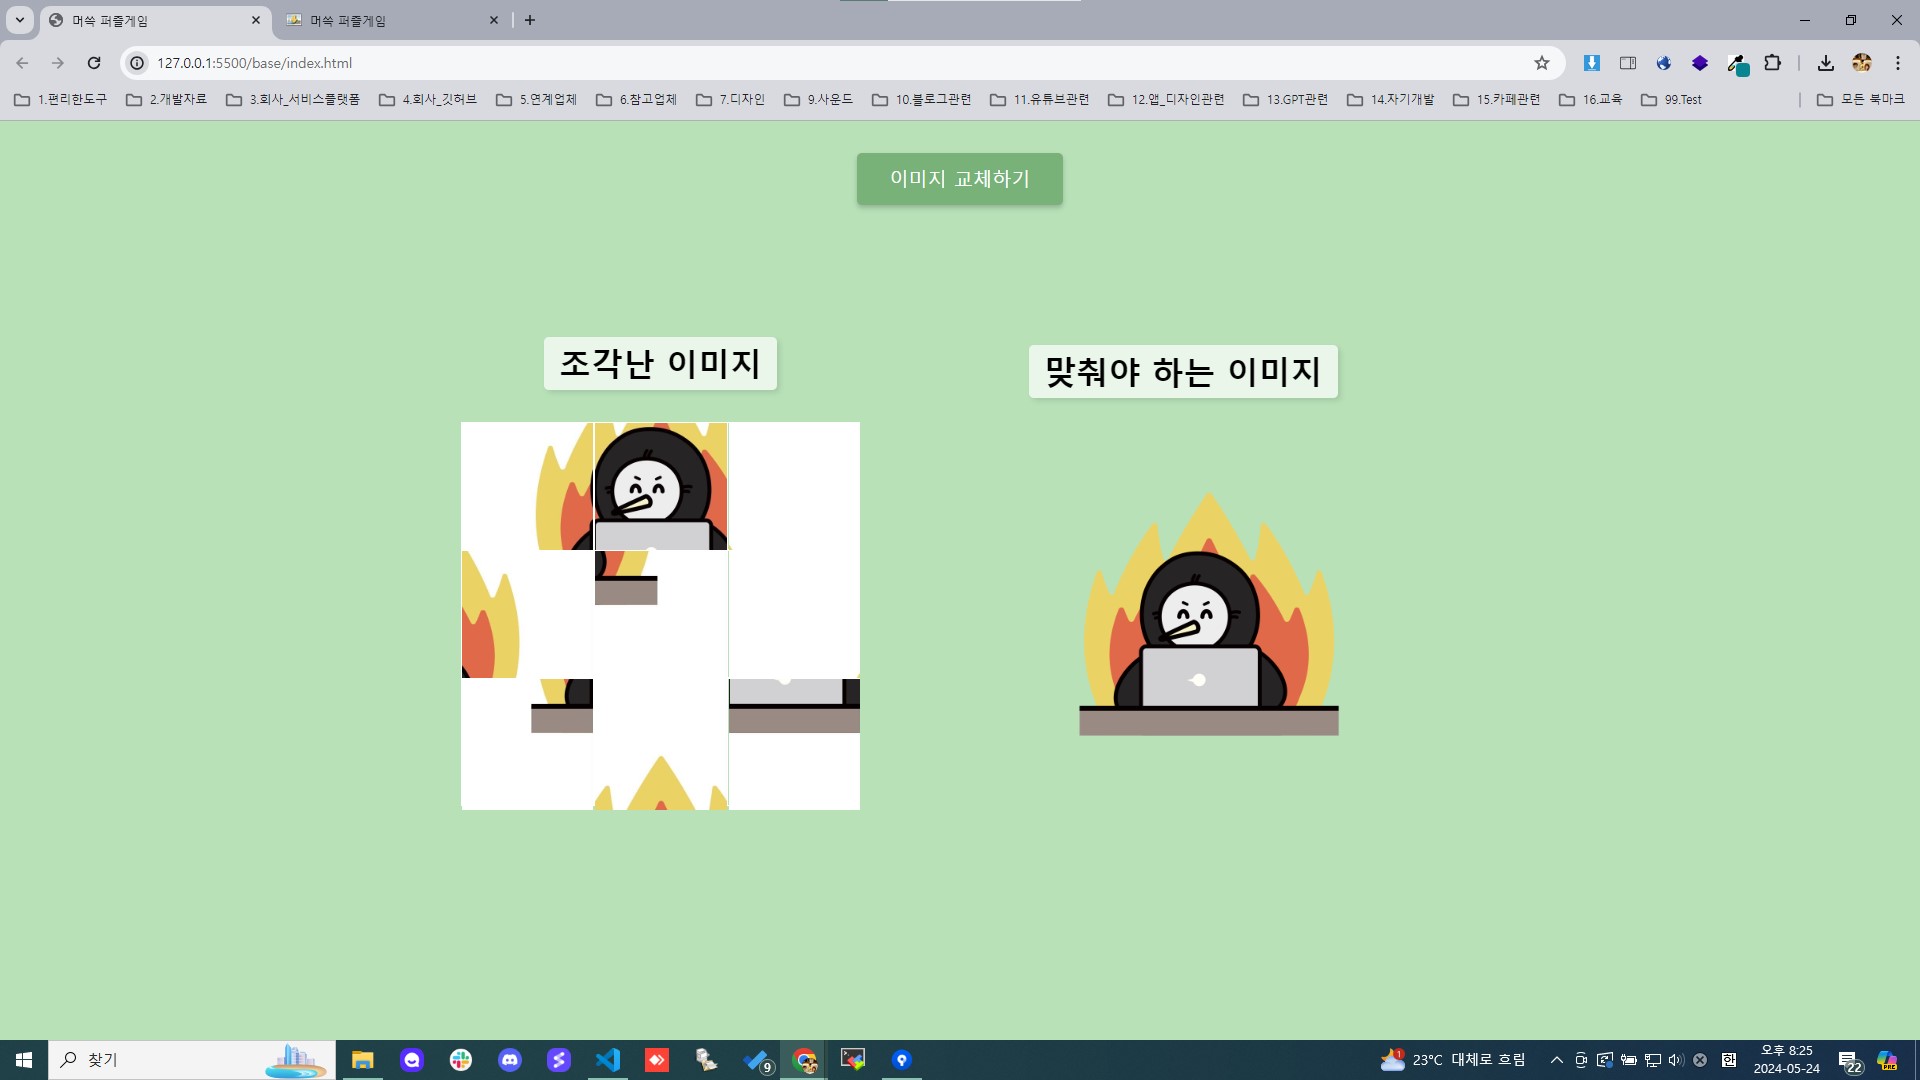 머쓱 퍼즐게임
머쓱 퍼즐게임
127.0.0.1:5500/base/index.html
1.편리한도구
2.개발자료
3.회사_서비스플랫폼
4.회사_깃허브
5.연계업체
6.참고업체
7.디자인
9.사운드
10.블로그관련
11.유튜브관련
12.앱_디자인관련
13.GPT관련
14.자기개발
15.카페관련
16.교육
99.Test
모든 북마크
이미지 교체하기
조각난 이미지
맞춰야 하는 이미지
찾기
9
1
23°C 대체로 흐림
한
오후 8:25
2024-05-24
22
PRE